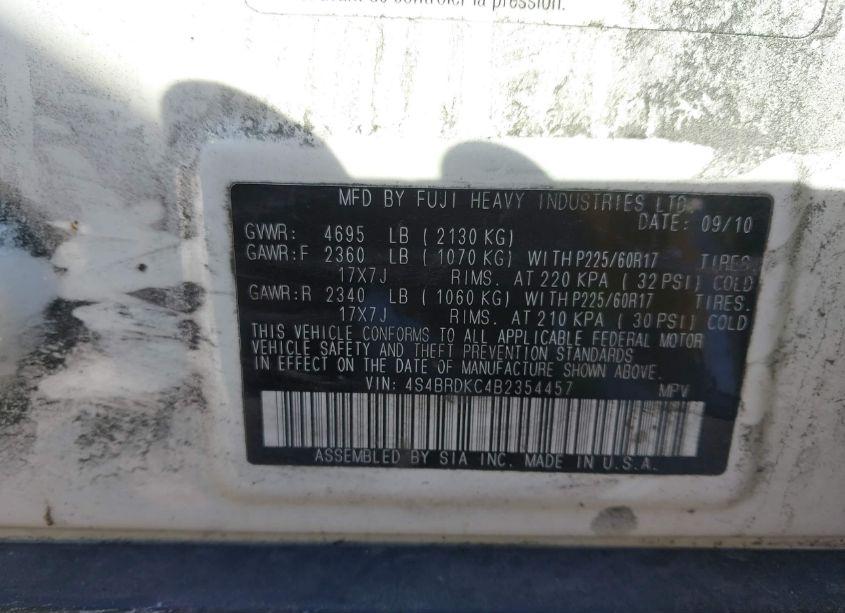 de contrôler la pression.
MFD BY FUJI HEAVY INDUSTRIES LTD.
DATE: 09/10
GVWR: 4695 LB ( 2130 KG)
GAWR:F 2360 LB ( 1070 KG) WITH P225/60R17 TIRES.
17X7J RIMS. AT 220 KPA ( 32 PSI) COLD
GAWR:R 2340 LB ( 1060 KG) WITH P225/60R17 TIRES.
17X7J RIMS. AT 210 KPA ( 30 PSI) COLD
THIS VEHICLE CONFORMS TO ALL APPLICABLE FEDERAL MOTOR
VEHICLE SAFETY AND THEFT PREVENTION STANDARDS
IN EFFECT ON THE DATE OF MANUFACTURE SHOWN ABOVE.
VIN: 4S4BRDKC4B2354457 MPV
ASSEMBLED BY SIA INC. MADE IN U.S.A.